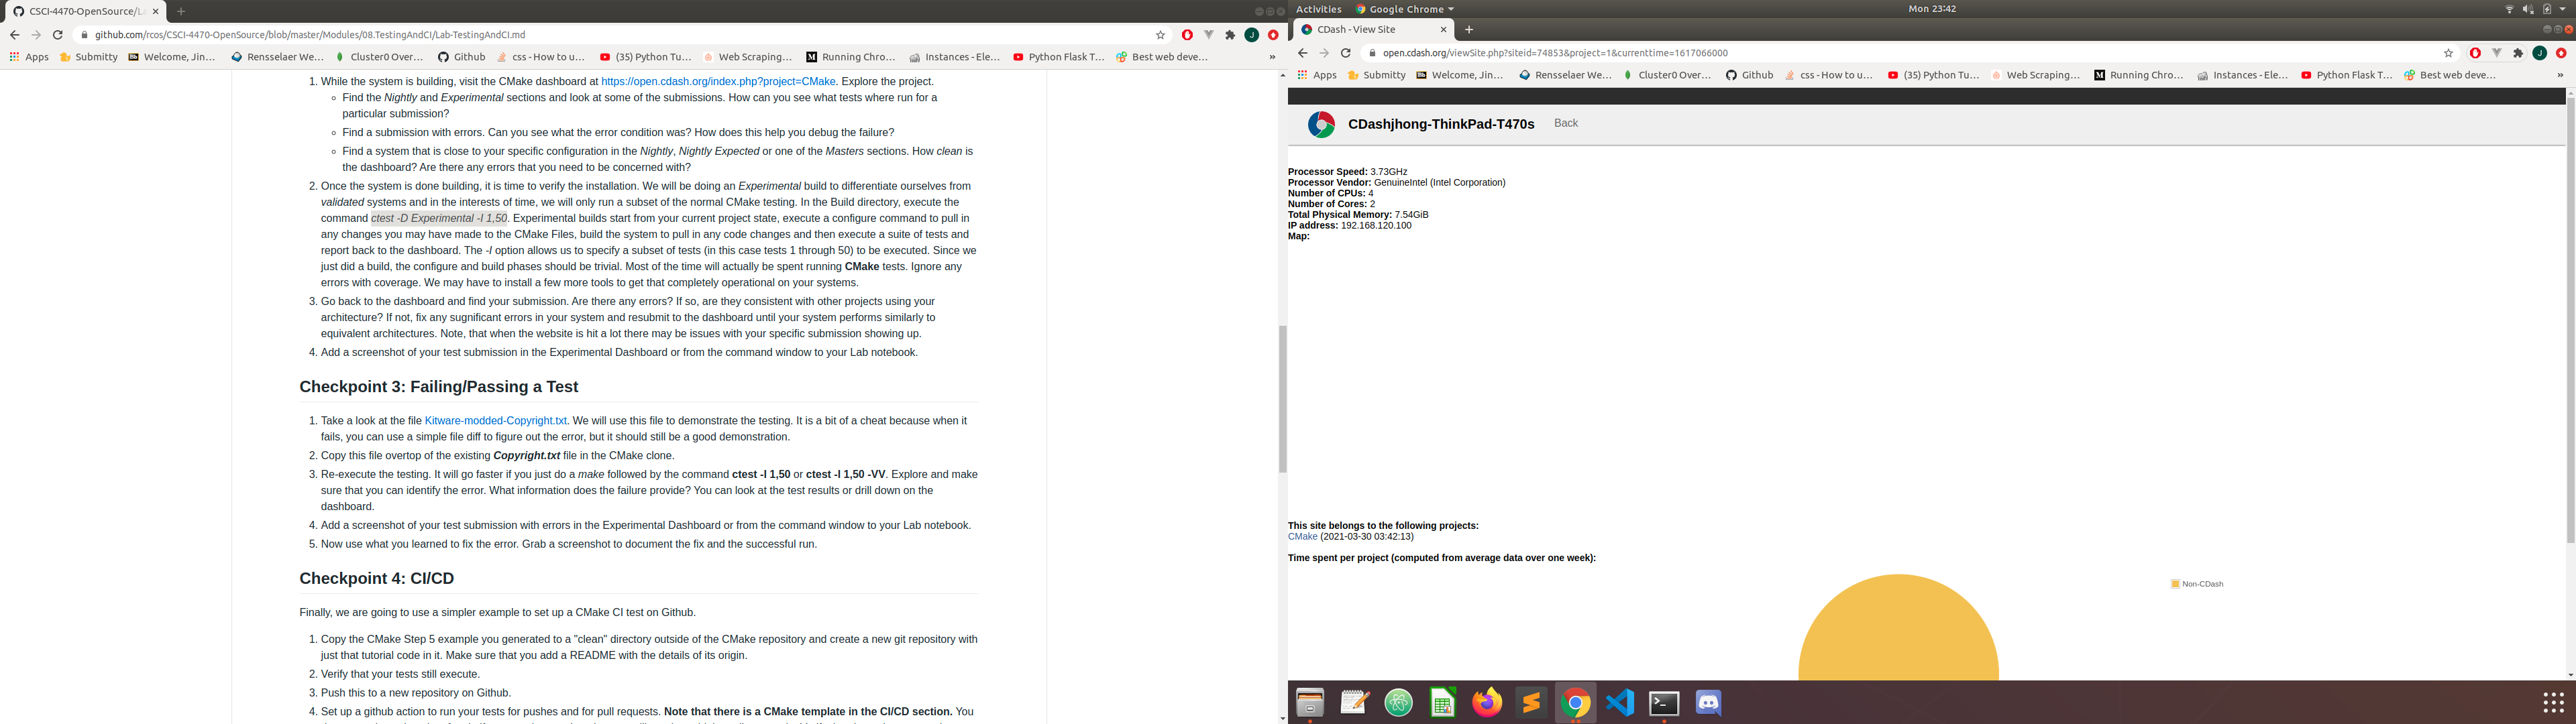 CSCI-4470-OpenSource/La
github.com/rcos/CSCI-4470-OpenSource/blob/master/Modules/08.TestingAndCI/Lab-TestingAndCI.md
Apps Submitty Welcome, Jin… Rensselaer We… Cluster0 Over… Github css - How to u… (35) Python Tu… Web Scraping… Running Chro… Instances - Ele… Python Flask T… Best web deve… »
1. While the system is building, visit the CMake dashboard at https://open.cdash.org/index.php?project=CMake. Explore the project.
Find the Nightly and Experimental sections and look at some of the submissions. How can you see what tests where run for a
particular submission?
Find a submission with errors. Can you see what the error condition was? How does this help you debug the failure?
Find a system that is close to your specific configuration in the Nightly, Nightly Expected or one of the Masters sections. How clean is
the dashboard? Are there any errors that you need to be concerned with?
2. Once the system is done building, it is time to verify the installation. We will be doing an Experimental build to differentiate ourselves from
validated systems and in the interests of time, we will only run a subset of the normal CMake testing. In the Build directory, execute the
command ctest -D Experimental -I 1,50. Experimental builds start from your current project state, execute a configure command to pull in
any changes you may have made to the CMake Files, build the system to pull in any code changes and then execute a suite of tests and
report back to the dashboard. The -I option allows us to specify a subset of tests (in this case tests 1 through 50) to be executed. Since we
just did a build, the configure and build phases should be trivial. Most of the time will actually be spent running CMake tests. Ignore any
errors with coverage. We may have to install a few more tools to get that completely operational on your systems.
3. Go back to the dashboard and find your submission. Are there any errors? If so, are they consistent with other projects using your
architecture? If not, fix any sugnificant errors in your system and resubmit to the dashboard until your system performs similarly to
equivalent architectures. Note, that when the website is hit a lot there may be issues with your specific submission showing up.
4. Add a screenshot of your test submission in the Experimental Dashboard or from the command window to your Lab notebook.
Checkpoint 3: Failing/Passing a Test
1. Take a look at the file Kitware-modded-Copyright.txt. We will use this file to demonstrate the testing. It is a bit of a cheat because when it
fails, you can use a simple file diff to figure out the error, but it should still be a good demonstration.
2. Copy this file overtop of the existing Copyright.txt file in the CMake clone.
3. Re-execute the testing. It will go faster if you just do a make followed by the command ctest -I 1,50 or ctest -I 1,50 -VV. Explore and make
sure that you can identify the error. What information does the failure provide? You can look at the test results or drill down on the
dashboard.
4. Add a screenshot of your test submission with errors in the Experimental Dashboard or from the command window to your Lab notebook.
5. Now use what you learned to fix the error. Grab a screenshot to document the fix and the successful run.
Checkpoint 4: CI/CD
Finally, we are going to use a simpler example to set up a CMake CI test on Github.
1. Copy the CMake Step 5 example you generated to a "clean" directory outside of the CMake repository and create a new git repository with
just that tutorial code in it. Make sure that you add a README with the details of its origin.
2. Verify that your tests still execute.
3. Push this to a new repository on Github.
4. Set up a github action to run your tests for pushes and for pull requests. Note that there is a CMake template in the CI/CD section. You
Activities Google Chrome Mon 23:42
CDash - View Site
open.cdash.org/viewSite.php?siteid=74853&project=1&currenttime=1617066000
Apps Submitty Welcome, Jin… Rensselaer We… Cluster0 Over… Github css - How to u… (35) Python Tu… Web Scraping… Running Chro… Instances - Ele… Python Flask T… Best web deve… »
CDashjhong-ThinkPad-T470s Back
Processor Speed: 3.73GHz
Processor Vendor: GenuineIntel (Intel Corporation)
Number of CPUs: 4
Number of Cores: 2
Total Physical Memory: 7.54GiB
IP address: 192.168.120.100
Map:
This site belongs to the following projects:
CMake (2021-03-30 03:42:13)
Time spent per project (computed from average data over one week):
Non-CDash